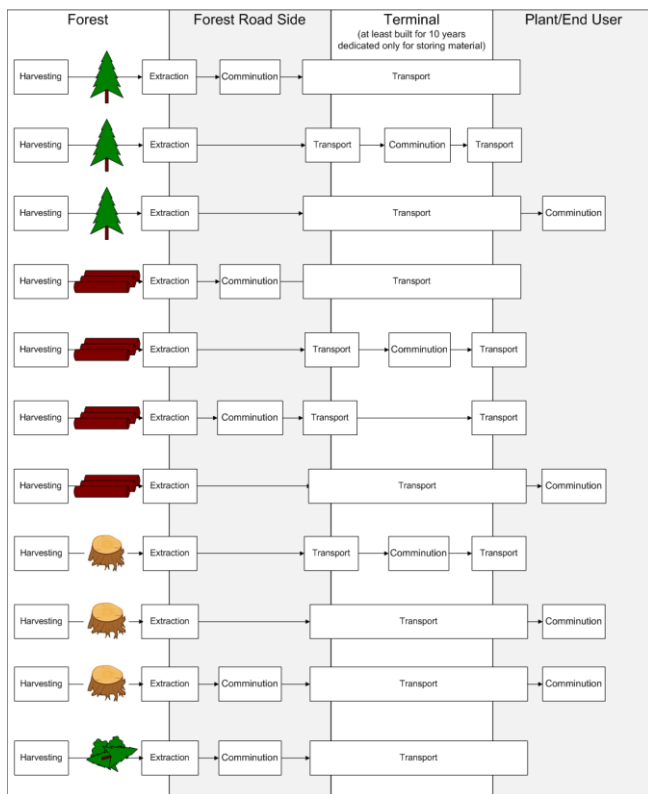 Forest
Forest Road Side
Terminal
(at least built for 10 years
dedicated only for storing material)
Plant/End User
Harvesting Extraction Comminution Transport
Harvesting Extraction Transport Comminution Transport
Harvesting Extraction Transport Comminution
Harvesting Extraction Comminution Transport
Harvesting Extraction Transport Comminution Transport
Harvesting Extraction Comminution Transport Transport
Harvesting Extraction Transport Comminution
Harvesting Extraction Transport Comminution Transport
Harvesting Extraction Transport Comminution
Harvesting Extraction Comminution Transport Comminution
Harvesting Extraction Comminution Transport